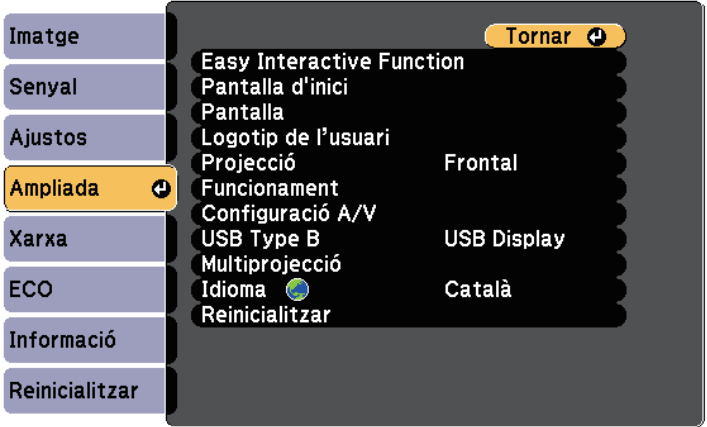 Imatge
Senyal
Ajustos
Ampliada
Xarxa
ECO
Informació
Reinicialitzar
Tornar
Easy Interactive Function
Pantalla d'inici
Pantalla
Logotip de l’usuari
Projecció Frontal
Funcionament
Configuració A/V
USB Type B USB Display
Multiprojecció
Idioma Català
Reinicialitzar